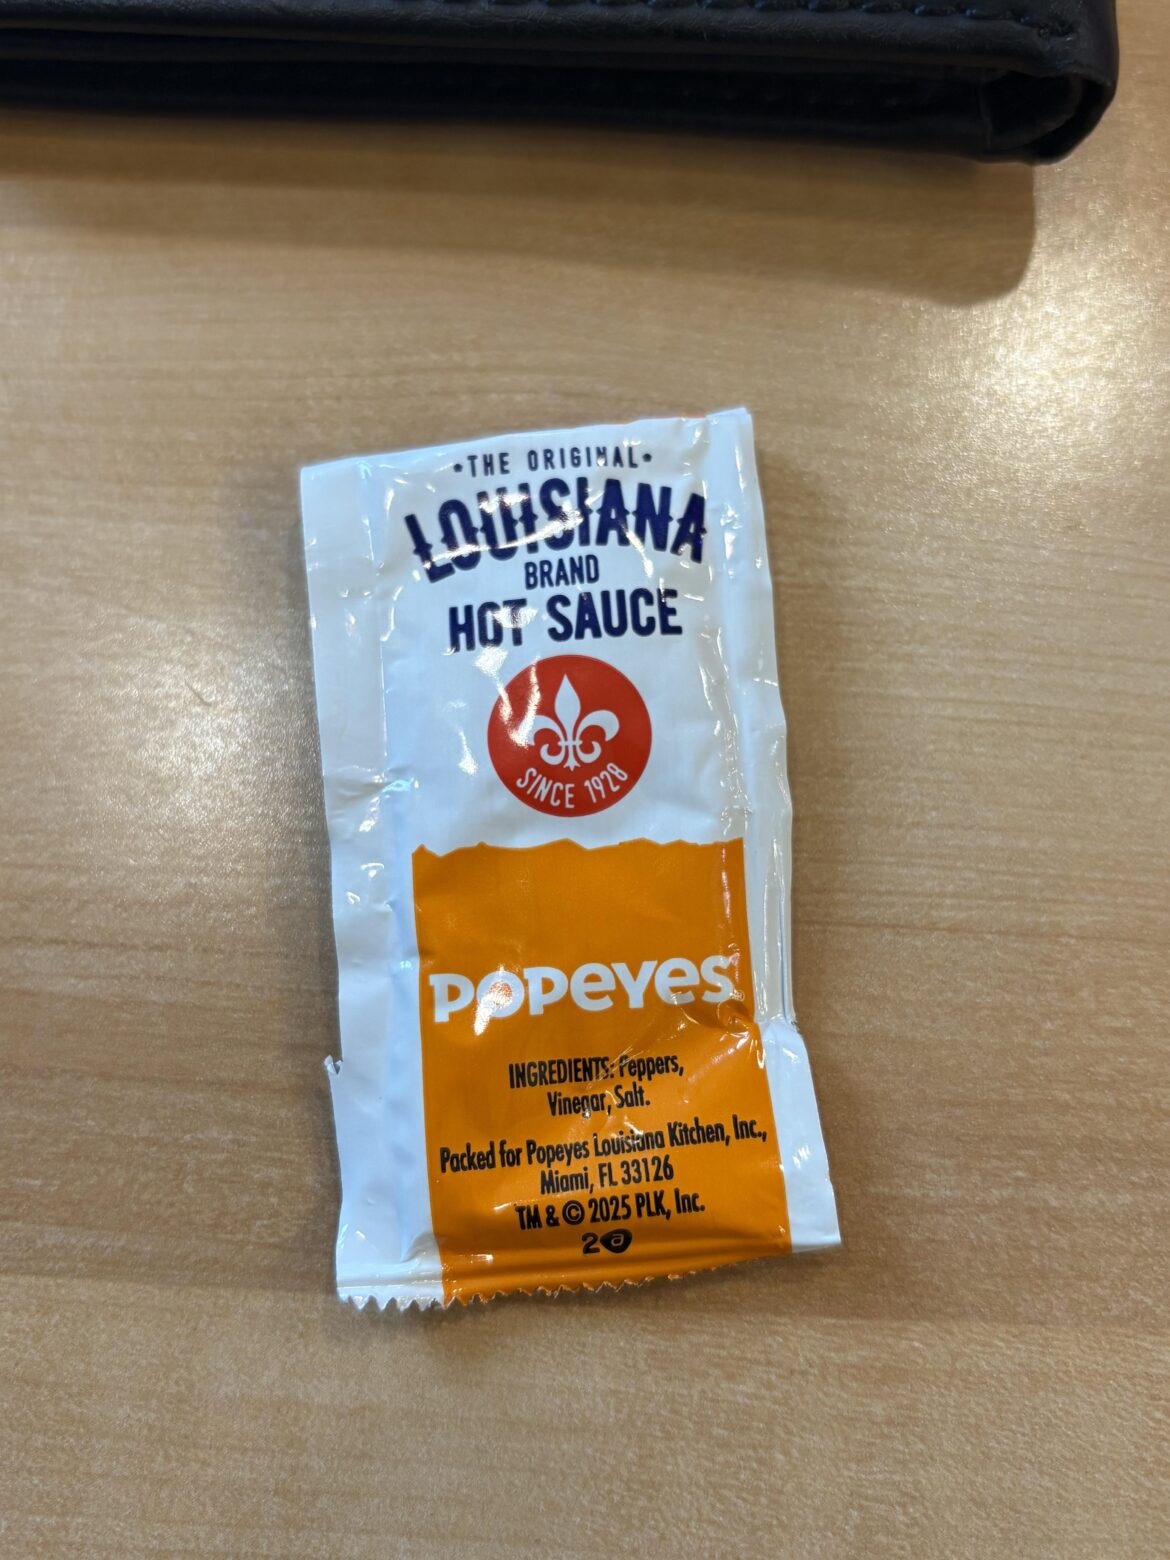 •THE ORIGINAL•
LOUISIANA
BRAND
HOT SAUCE
SINCE 1928
POPEYES
INGREDIENTS: Peppers,
Vinegar, Salt.
Packed for Popeyes Louisiana Kitchen, Inc.,
Miami, FL 33126
TM & © 2025 PLK, Inc.
2 a